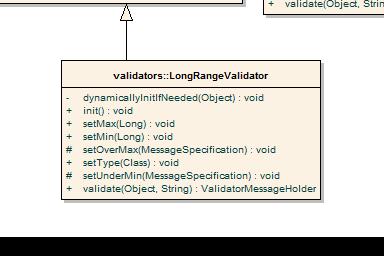 + validate(Object, Strin
validators::LongRangeValidator
- dynamicallyInitIfNeeded(Object) : void
+ init() : void
+ setMax(Long) : void
+ setMin(Long) : void
# setOverMax(MessageSpecification) : void
+ setType(Class) : void
# setUnderMin(MessageSpecification) : void
+ validate(Object, String) : ValidatorMessageHolder